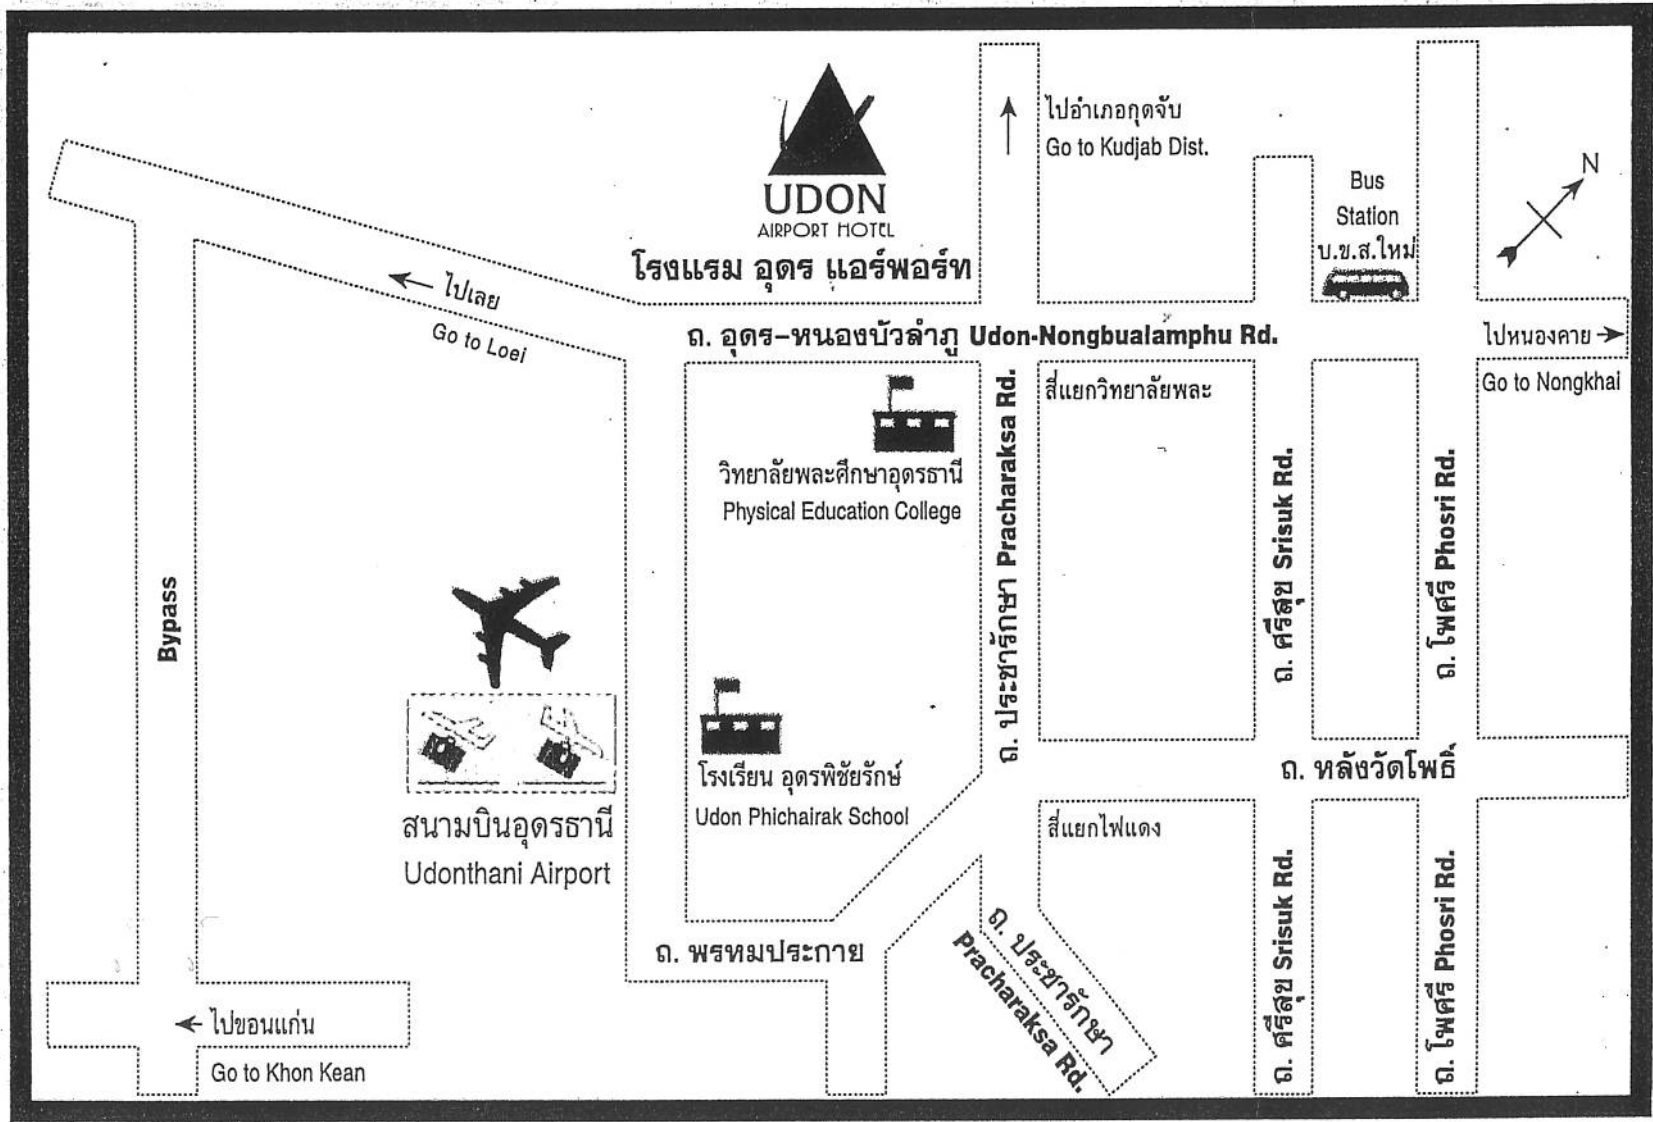 UDON
AIRPORT HOTEL
โรงแรม อุดร แอร์พอร์ท
ไปอำเภอกุดจับ
Go to Kudjab Dist.
Bus
Station
บ.ข.ส.ใหม่
N
ไปเลย
Go to Loei
ถ. อุดร-หนองบัวลำภู Udon-Nongbualamphu Rd.
ไปหนองคาย
Go to Nongkhai
สี่แยกวิทยาลัยพละ
วิทยาลัยพละศึกษาอุดรธานี
Physical Education College
ถ. ประชารักษา Pracharaksa Rd.
ถ. ศรีสุข Srisuk Rd.
ถ. โพศรี Phosri Rd.
Bypass
ถ. หลังวัดโพธิ์
โรงเรียน อุดรพิชัยรักษ์
Udon Phichairak School
สนามบินอุดรธานี
Udonthani Airport
สี่แยกไฟแดง
ถ. พรหมประกาย
ถ. ประชารักษา
Pracharaksa Rd.
ถ. ศรีสุข Srisuk Rd.
ถ. โพศรี Phosri Rd.
ไปขอนแก่น
Go to Khon Kean